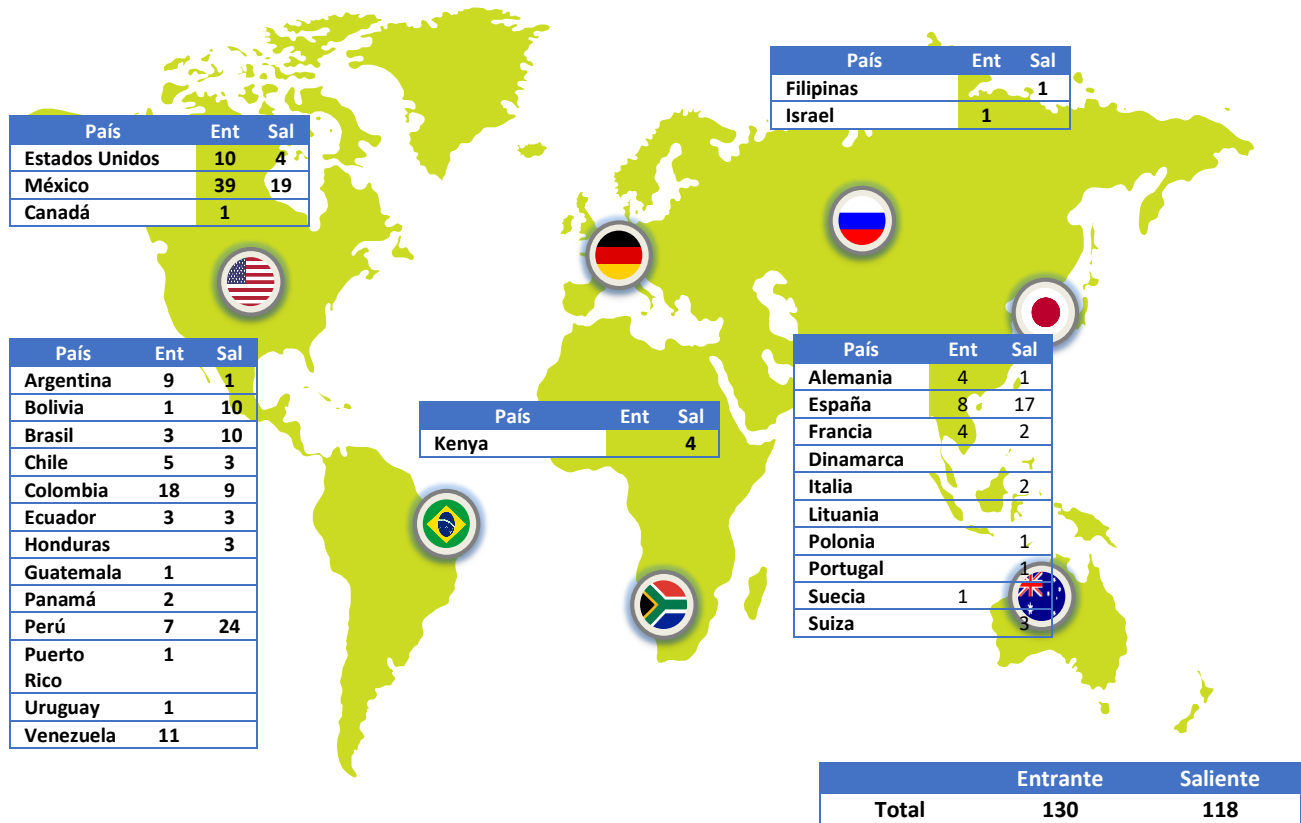 País Ent Sal
Filipinas 1
Israel 1
País Ent Sal
Estados Unidos 10 4
México 39 19
Canadá 1
País Ent Sal
Argentina 9 1
Bolivia 1 10
Brasil 3 10
Chile 5 3
Colombia 18 9
Ecuador 3 3
Honduras 3
Guatemala 1
Panamá 2
Perú 7 24
Puerto 1
Rico
Uruguay 1
Venezuela 11
País Ent Sal
Kenya 4
País Ent Sal
Alemania 4 1
España 8 17
Francia 4 2
Dinamarca
Italia 2
Lituania
Polonia 1
Portugal 1
Suecia 1
Suiza 3
Entrante Saliente
Total 130 118